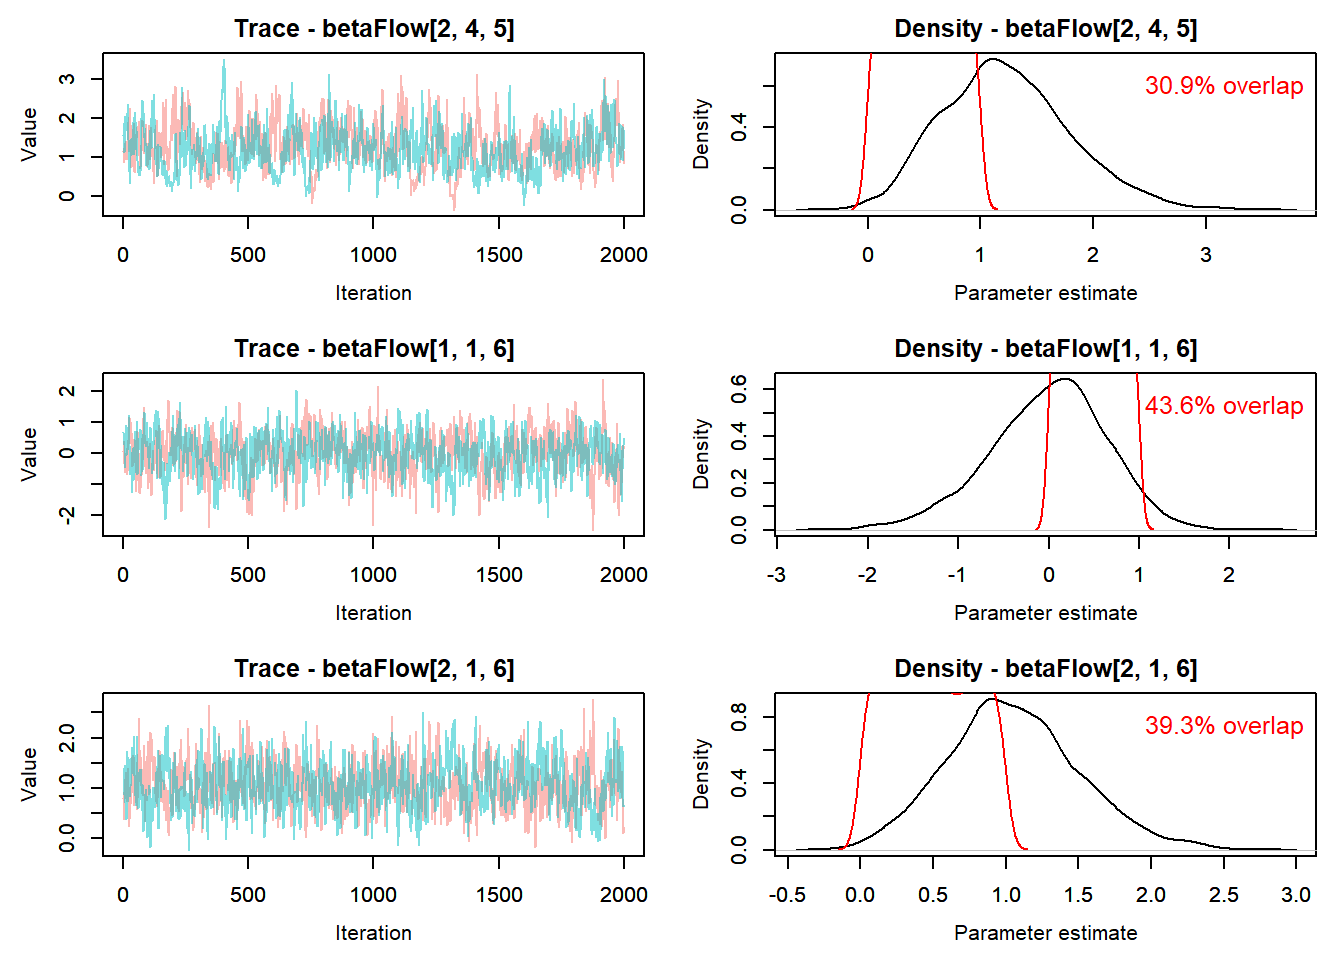 Trace - betaFlow[2, 4, 5]
Value
0 1 2 3
0 500 1000 1500 2000
Iteration
Density - betaFlow[2, 4, 5]
30.9% overlap
Density
0.0 0.4
0 1 2 3
Parameter estimate
Trace - betaFlow[1, 1, 6]
Value
-2 0 1 2
0 500 1000 1500 2000
Iteration
Density - betaFlow[1, 1, 6]
43.6% overlap
Density
0.0 0.2 0.4 0.6
-3 -2 -1 0 1 2
Parameter estimate
Trace - betaFlow[2, 1, 6]
Value
0.0 1.0 2.0
0 500 1000 1500 2000
Iteration
Density - betaFlow[2, 1, 6]
39.3% overlap
Density
0.0 0.4 0.8
-0.5 0.0 0.5 1.0 1.5 2.0 2.5 3.0
Parameter estimate